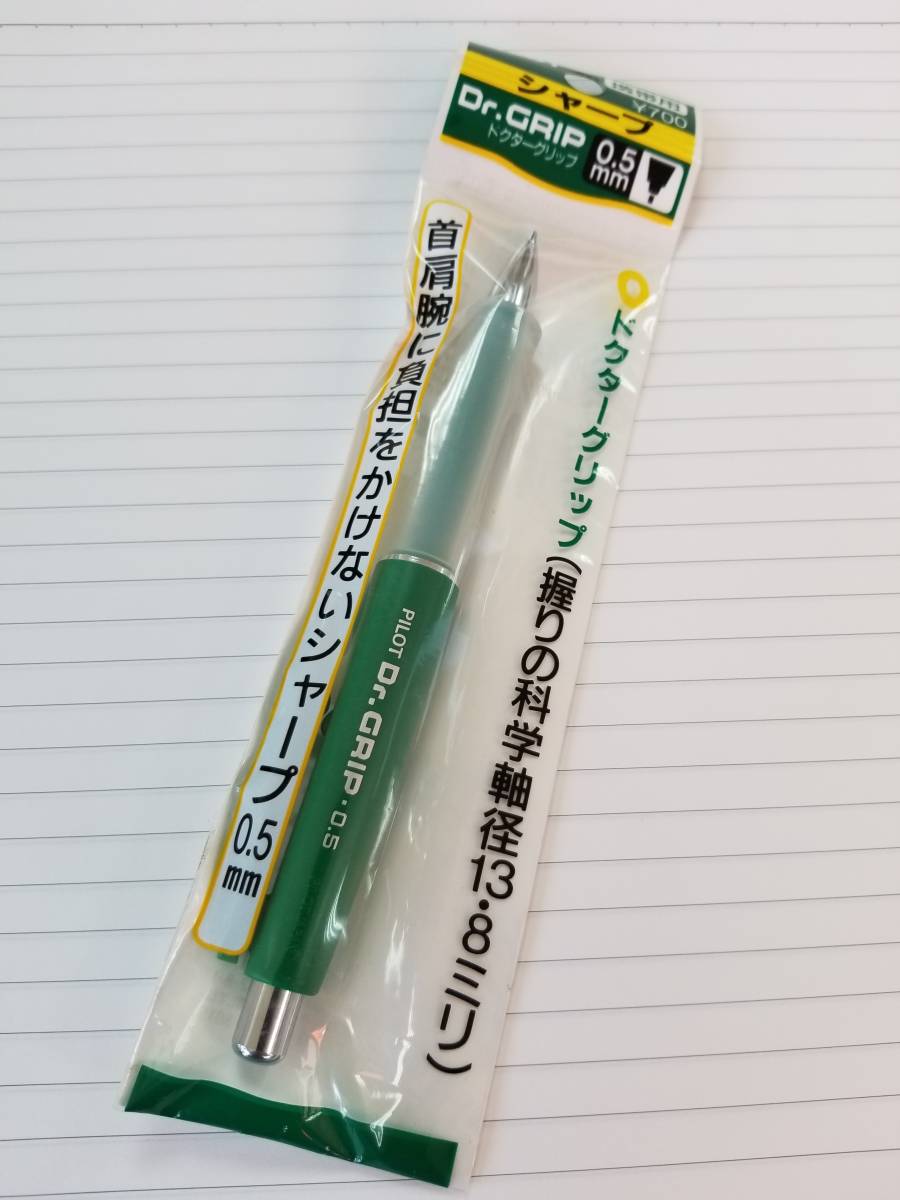 シャープ
¥700
Dr.GRIP
ドクターグリップ
0.5
mm
首肩腕に負担をかけないシャープ0.5
mm
ドクターグリップ(握りの科学軸径13・8ミリ)
PILOT Dr.GRIP・0.5